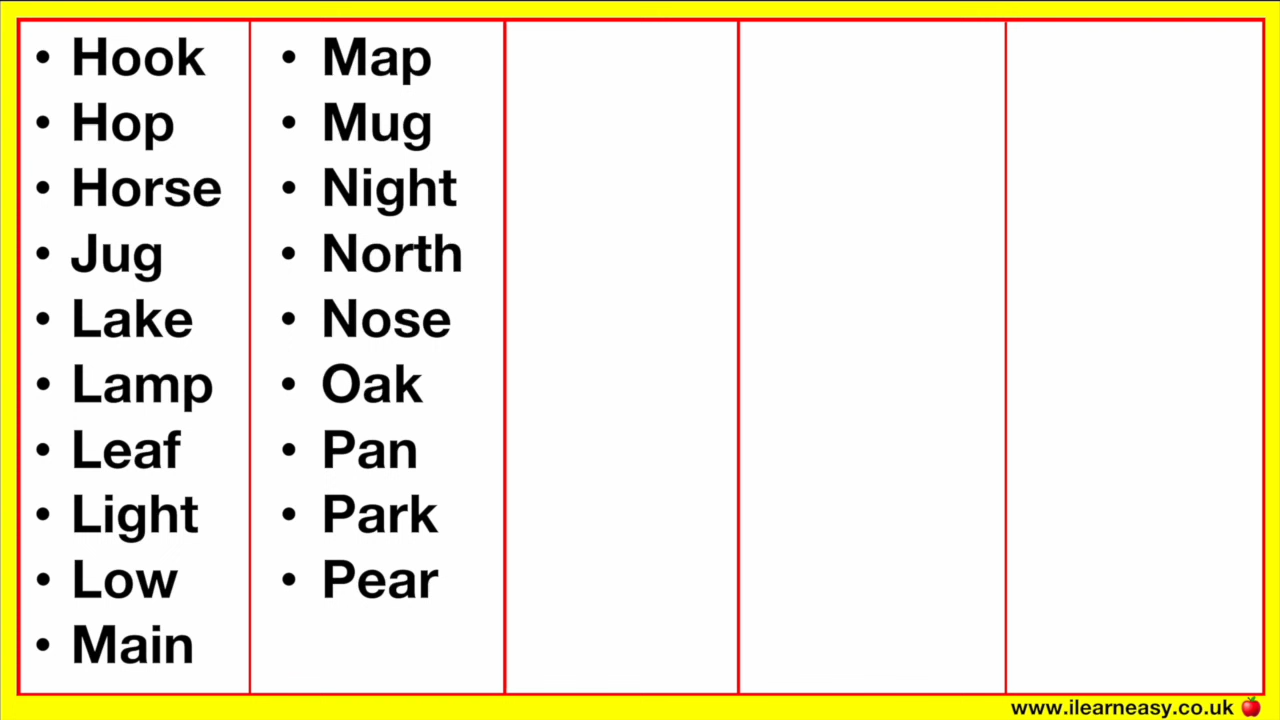 • Hook
• Hop
• Horse
• Jug
• Lake
• Lamp
• Leaf
• Light
• Low
• Main
• Map
• Mug
• Night
• North
• Nose
• Oak
• Pan
• Park
• Pear
www.ilearneasy.co.uk